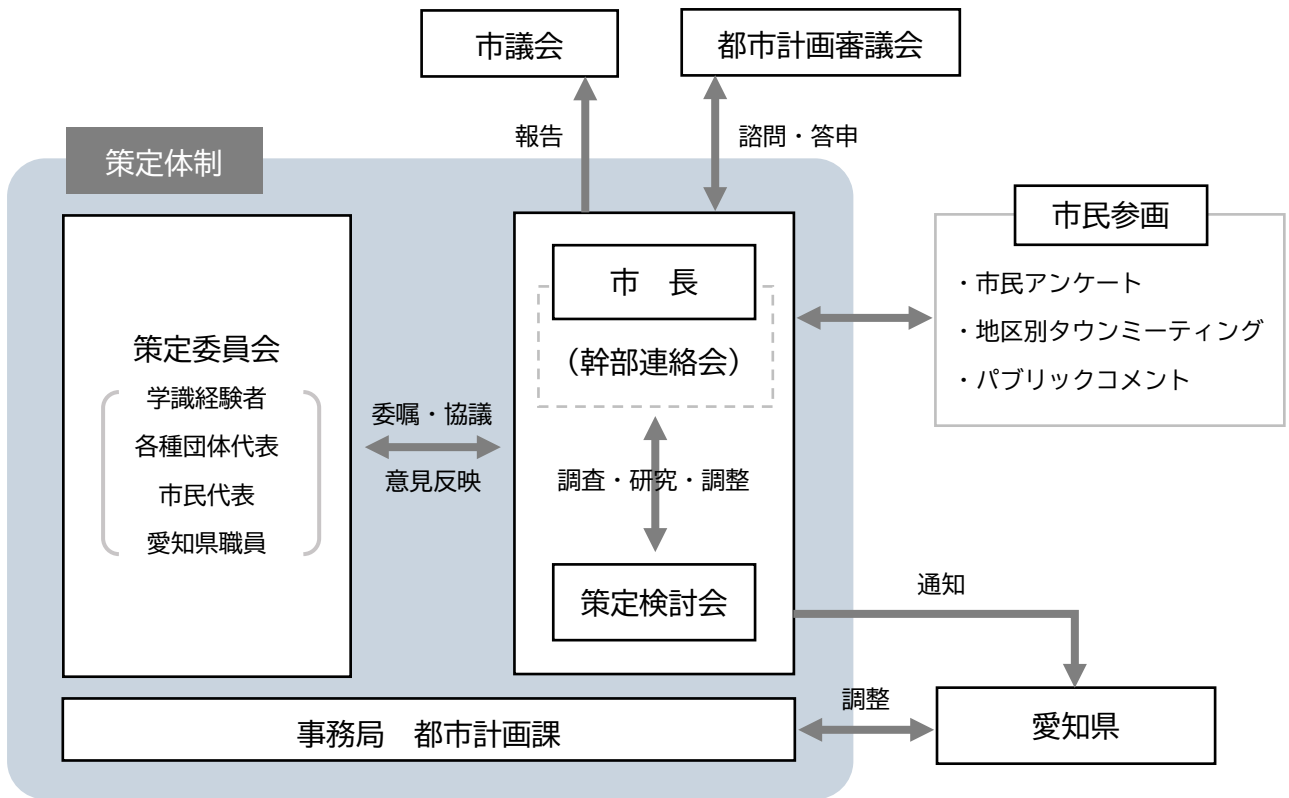 市議会
都市計画審議会
報告
諮問・答申
策定体制
市民参画
・市民アンケート
・地区別タウンミーティング
・パブリックコメント
市　長
（幹部連絡会）
策定委員会
学識経験者
各種団体代表
市民代表
愛知県職員
委嘱・協議
意見反映
調査・研究・調整
策定検討会
通知
調整
事務局　都市計画課
愛知県